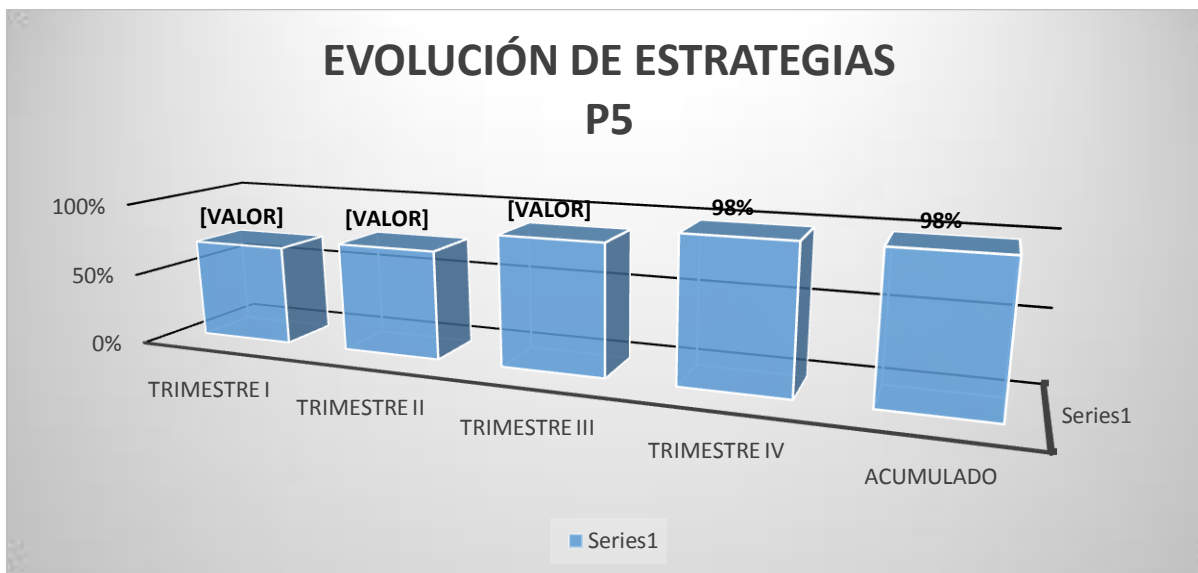 EVOLUCIÓN DE ESTRATEGIAS
P5
100%
50%
0%
[VALOR]
[VALOR]
[VALOR]
98%
98%
TRIMESTRE I
TRIMESTRE II
TRIMESTRE III
TRIMESTRE IV
ACUMULADO
Series1
Series1